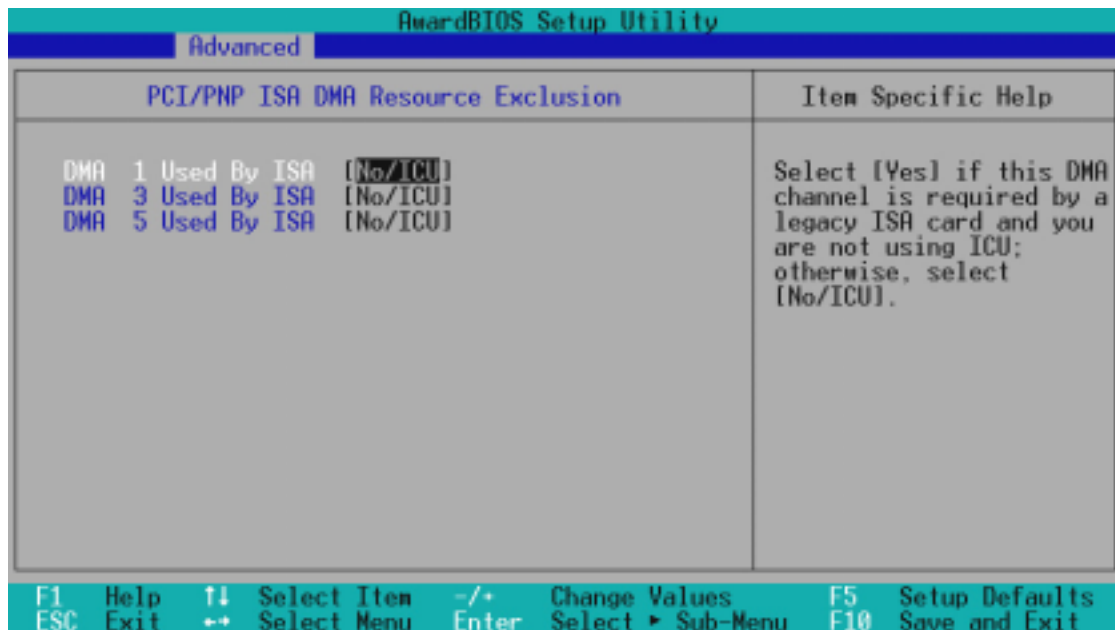 AwardBIOS Setup Utility
Advanced
PCI/PNP ISA DMA Resource Exclusion
Item Specific Help
DMA 1 Used By ISA [No/ICU]
DMA 3 Used By ISA [No/ICU]
DMA 5 Used By ISA [No/ICU]
Select [Yes] if this DMA
channel is required by a
legacy ISA card and you
are not using ICU;
otherwise, select
[No/ICU].
F1 Help ↑↓ Select Item -/+ Change Values F5 Setup Defaults
ESC Exit ←→ Select Menu Enter Select ► Sub-Menu F10 Save and Exit